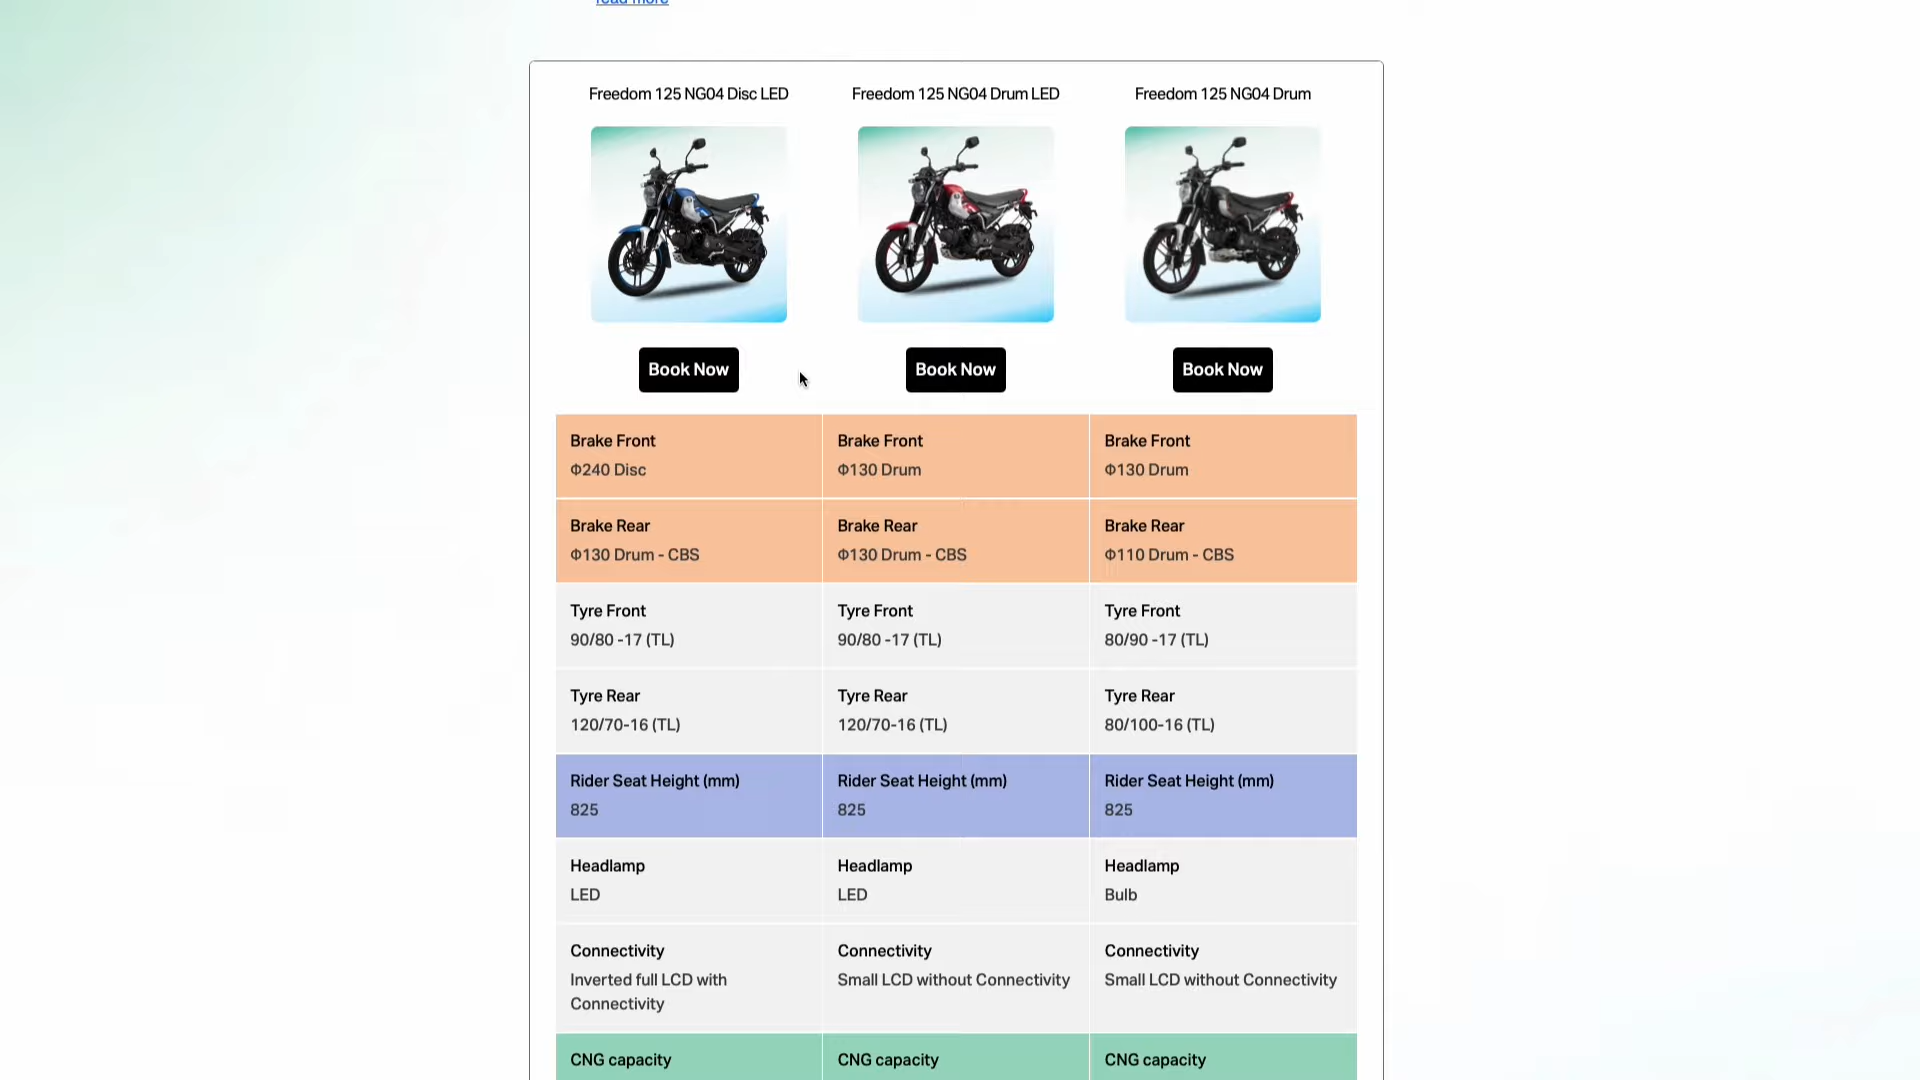 read more
Freedom 125 NG04 Disc LED
Freedom 125 NG04 Drum LED
Freedom 125 NG04 Drum
Book Now
Book Now
Book Now
Brake Front
Φ240 Disc
Brake Front
Φ130 Drum
Brake Front
Φ130 Drum
Brake Rear
Φ130 Drum - CBS
Brake Rear
Φ130 Drum - CBS
Brake Rear
Φ110 Drum - CBS
Tyre Front
90/80 -17 (TL)
Tyre Front
90/80 -17 (TL)
Tyre Front
80/90 -17 (TL)
Tyre Rear
120/70-16 (TL)
Tyre Rear
120/70-16 (TL)
Tyre Rear
80/100-16 (TL)
Rider Seat Height (mm)
825
Rider Seat Height (mm)
825
Rider Seat Height (mm)
825
Headlamp
LED
Headlamp
LED
Headlamp
Bulb
Connectivity
Inverted full LCD with
Connectivity
Connectivity
Small LCD without Connectivity
Connectivity
Small LCD without Connectivity
CNG capacity
CNG capacity
CNG capacity